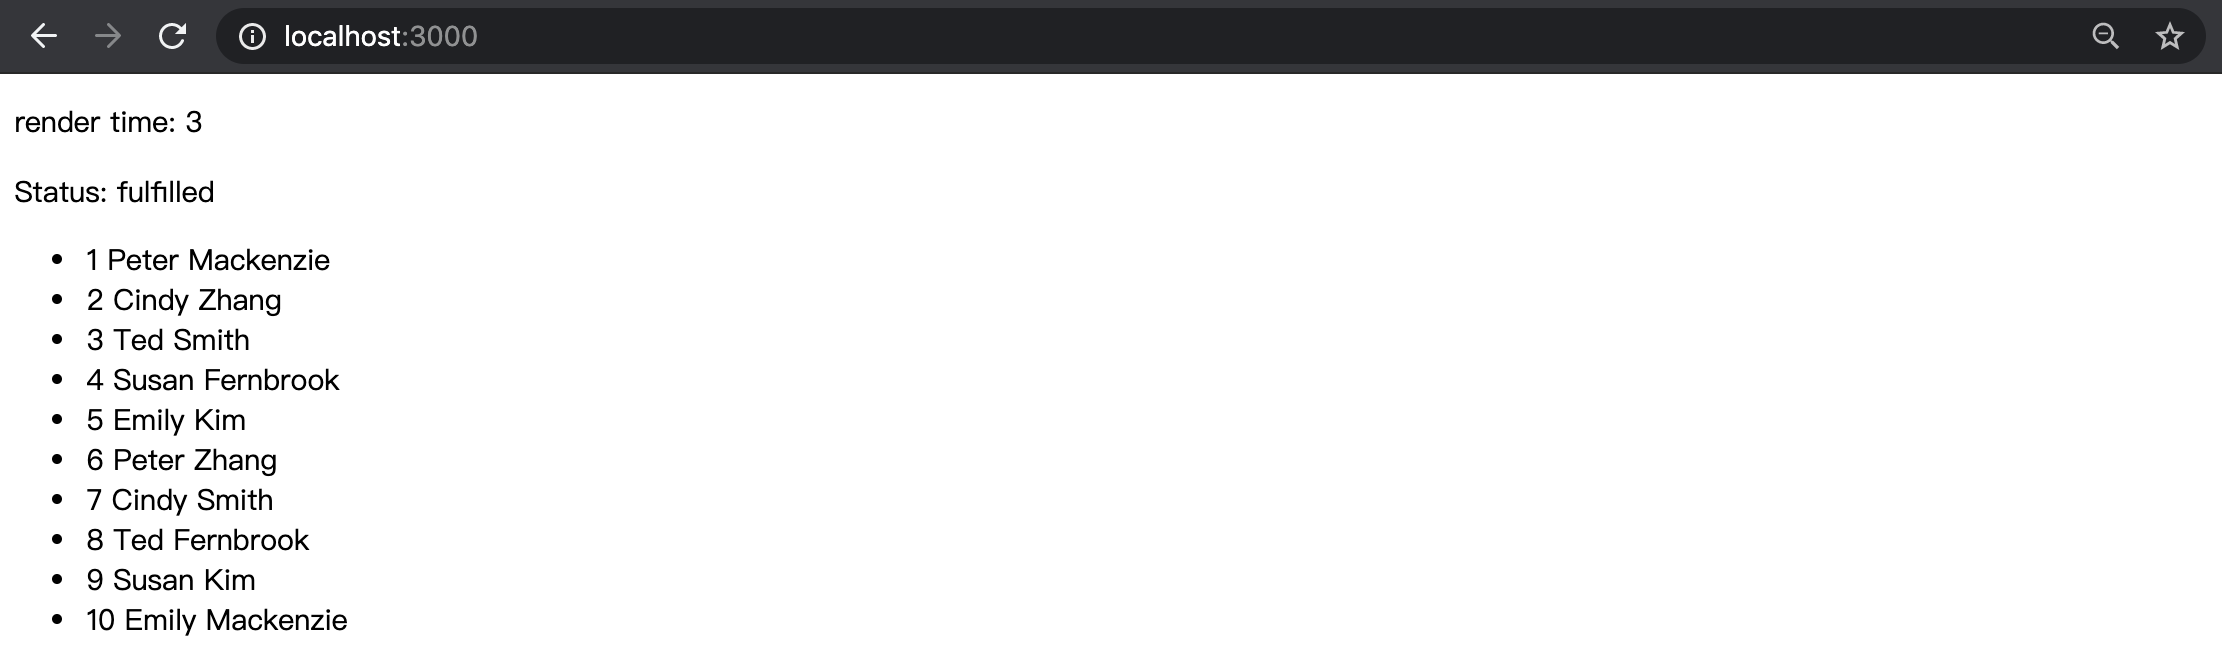 localhost:3000
render time: 3
Status: fulfilled
1 Peter Mackenzie
2 Cindy Zhang
3 Ted Smith
4 Susan Fernbrook
5 Emily Kim
6 Peter Zhang
7 Cindy Smith
8 Ted Fernbrook
9 Susan Kim
10 Emily Mackenzie